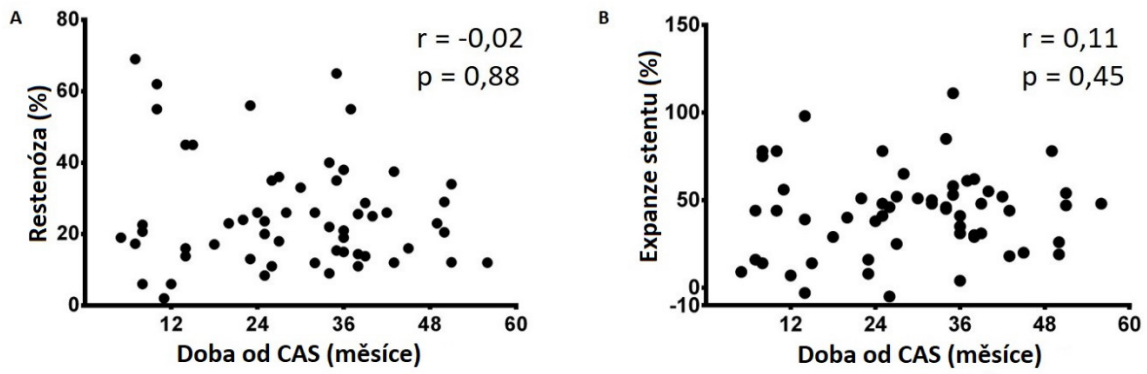 A
80
60
40
20
0
Restenóza (%)
r = -0,02
p = 0,88
12 24 36 48 60
Doba od CAS (měsíce)
B
150
100
50
0
-10
Expanze stentu (%)
r = 0,11
p = 0,45
12 24 36 48 60
Doba od CAS (měsíce)